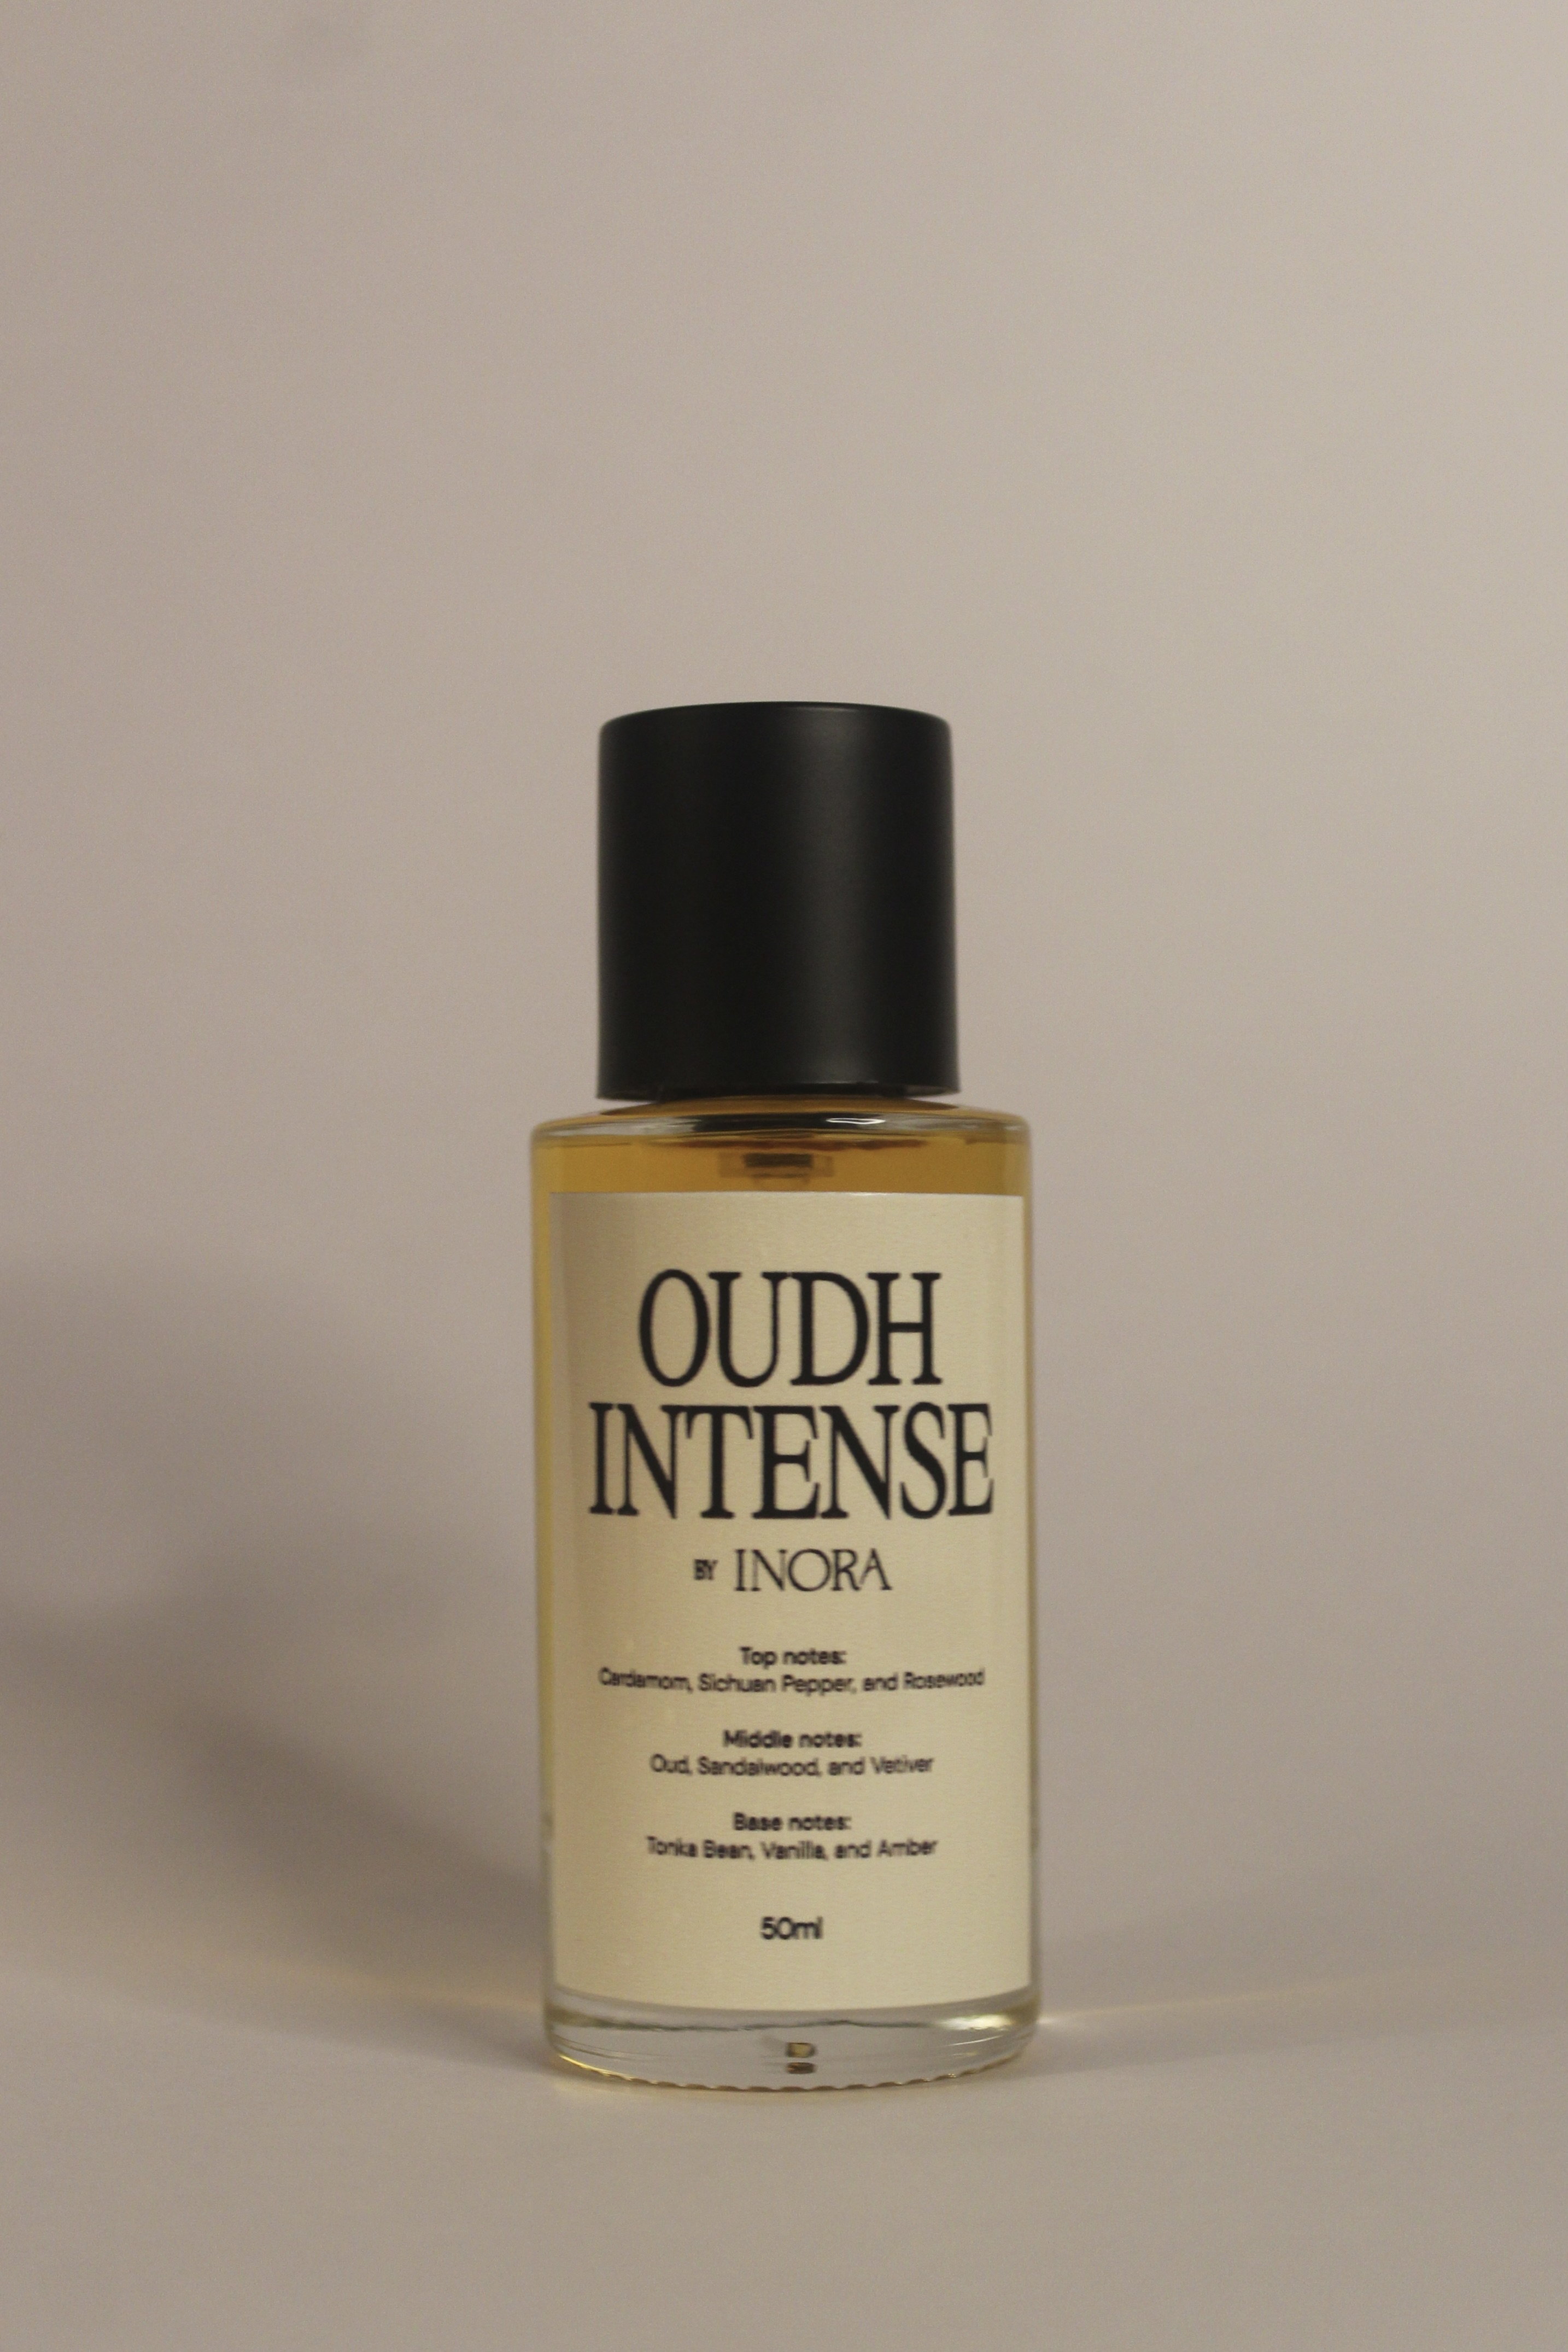 OUDH
INTENSE
BY INORA
Top notes:
Cardamom, Sichuan Pepper, and Rosewood
Middle notes:
Oud, Sandalwood, and Vetiver
Base notes:
Tonka Bean, Vanilla, and Amber
50ml